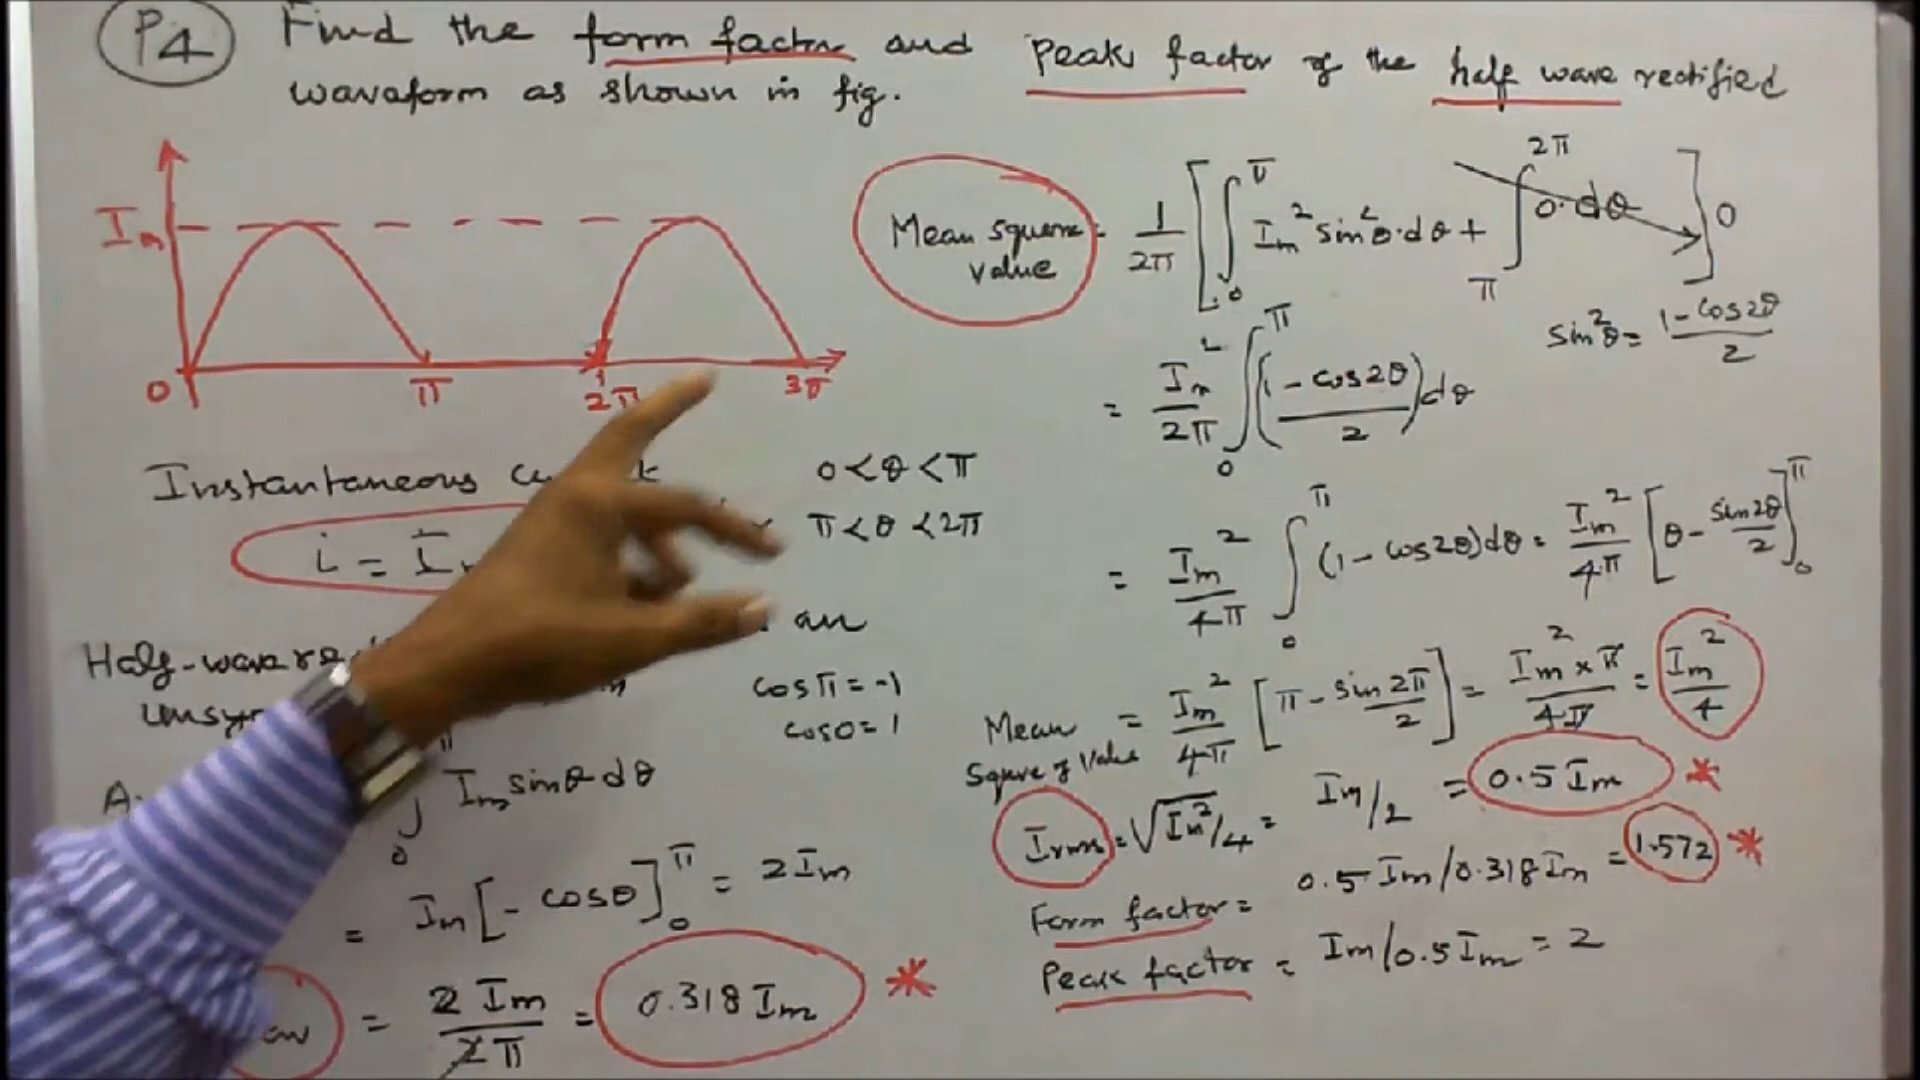 P4 Find the form factor and peak factor of the half wave rectified
waveform as shown in fig.
Im
0 π 2π 3π
Instantaneous
0<θ<π
i = I
π<θ<2π
Half-wave
an
cosπ = -1
cos0 = 1
Im sinθ dθ
0
= Im[-cosθ]₀^π = 2Im
av = 2Im/2π = 0.318 Im *
Mean square value = 1/2π [∫₀^π Im² sin²θ·dθ + ∫π^2π 0·dθ] 0
sin²θ = (1-cos2θ)/2
= Im²/2π ∫₀^π ((1-cos2θ)/2) dθ
= Im²/4π ∫₀^π (1-cos2θ)dθ = Im²/4π [θ - sin2θ/2]₀^π
Mean Square of Value = Im²/4π [π - sin2π/2] = Im²×π/4π = Im²/4
Irms = √Im²/4 = Im/2 = 0.5 Im *
Form factor = 0.5 Im/0.318 Im = 1.572 *
Peak factor = Im/0.5 Im = 2